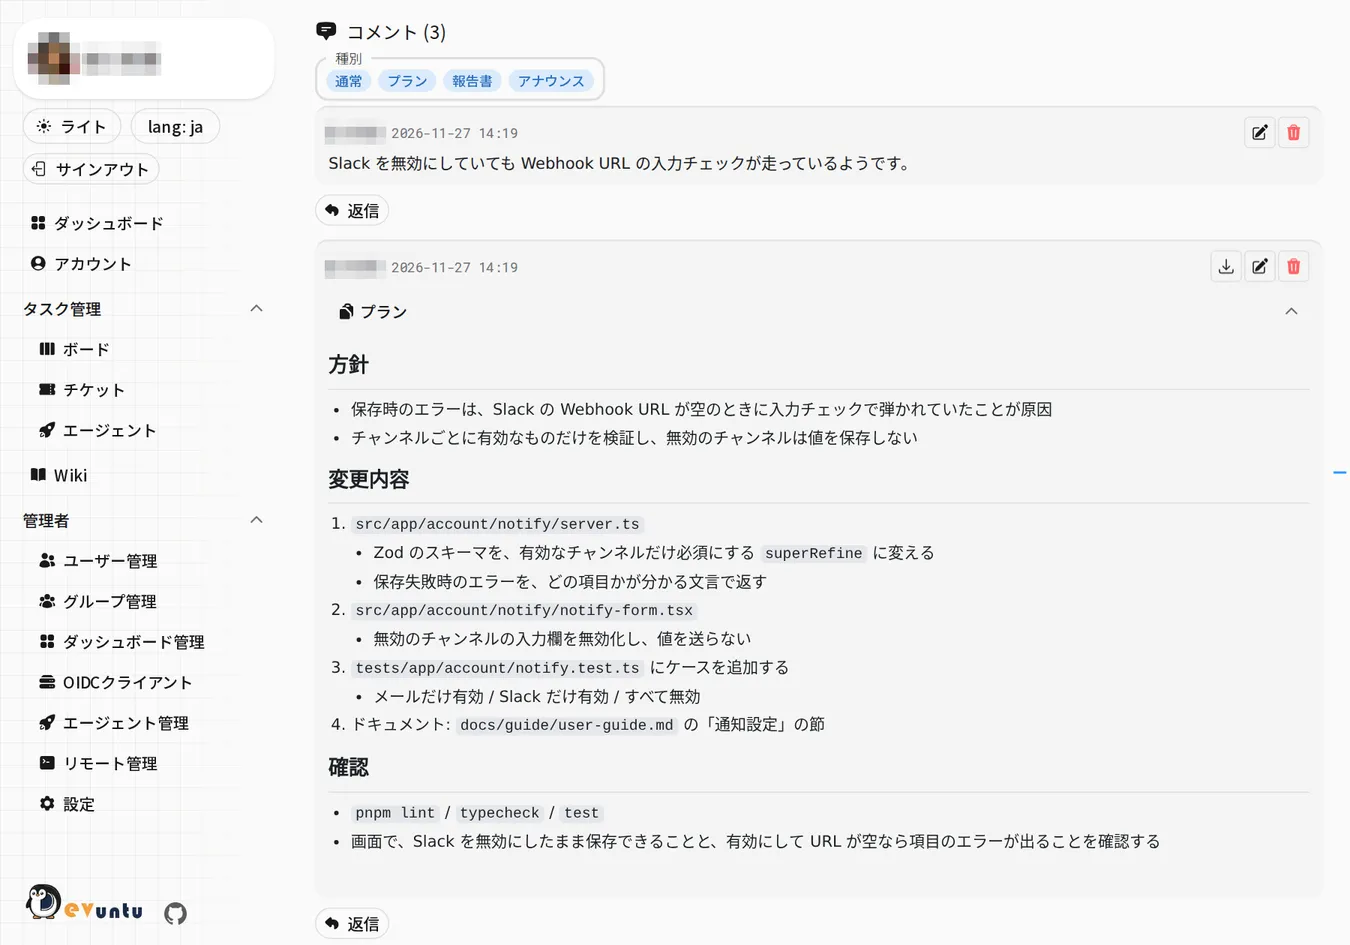 ライト
lang: ja
サインアウト
ダッシュボード
アカウント
タスク管理
ボード
チケット
エージェント
Wiki
管理者
ユーザー管理
グループ管理
ダッシュボード管理
OIDCクライアント
エージェント管理
リモート管理
設定
evuntu
コメント (3)
種別
通常 プラン 報告書 アナウンス
2026-11-27 14:19
Slack を無効にしていても Webhook URL の入力チェックが走っているようです。
返信
2026-11-27 14:19
プラン
方針
• 保存時のエラーは、Slack の Webhook URL が空のときに入力チェックで弾かれていたことが原因
• チャンネルごとに有効なものだけを検証し、無効のチャンネルは値を保存しない
変更内容
1. src/app/account/notify/server.ts
• Zod のスキーマを、有効なチャンネルだけ必須にする superRefine に変える
• 保存失敗時のエラーを、どの項目かが分かる文言で返す
2. src/app/account/notify/notify-form.tsx
• 無効のチャンネルの入力欄を無効化し、値を送らない
3. tests/app/account/notify.test.ts にケースを追加する
• メールだけ有効 / Slack だけ有効 / すべて無効
4. ドキュメント: docs/guide/user-guide.md の「通知設定」の節
確認
• pnpm lint / typecheck / test
• 画面で、Slack を無効にしたまま保存できることと、有効にして URL が空なら項目のエラーが出ることを確認する
返信